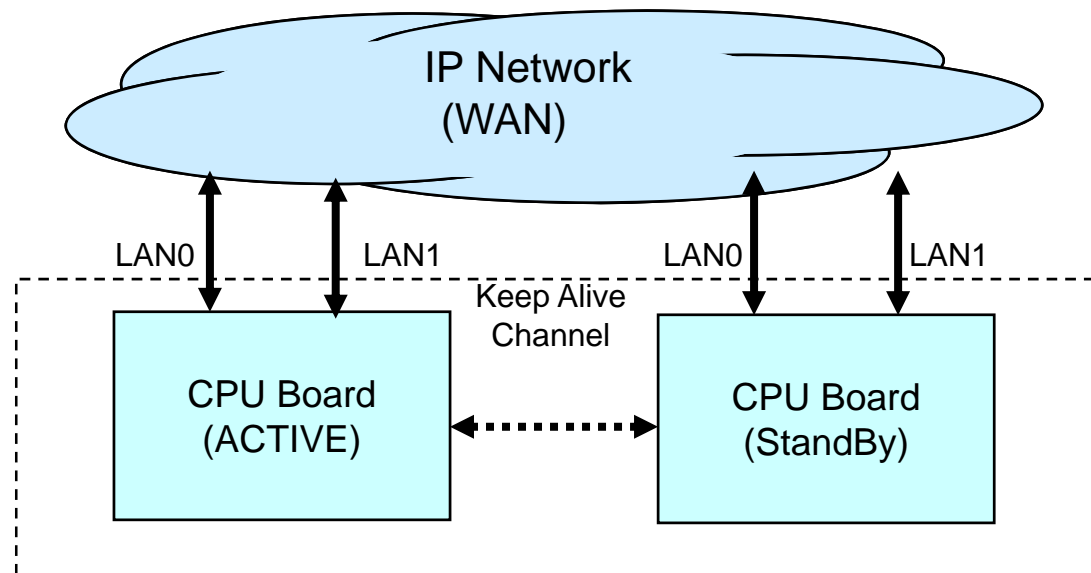 IP Network
(WAN)
LAN0
LAN1
LAN0
LAN1
Keep Alive
Channel
CPU Board
(ACTIVE)
CPU Board
(StandBy)